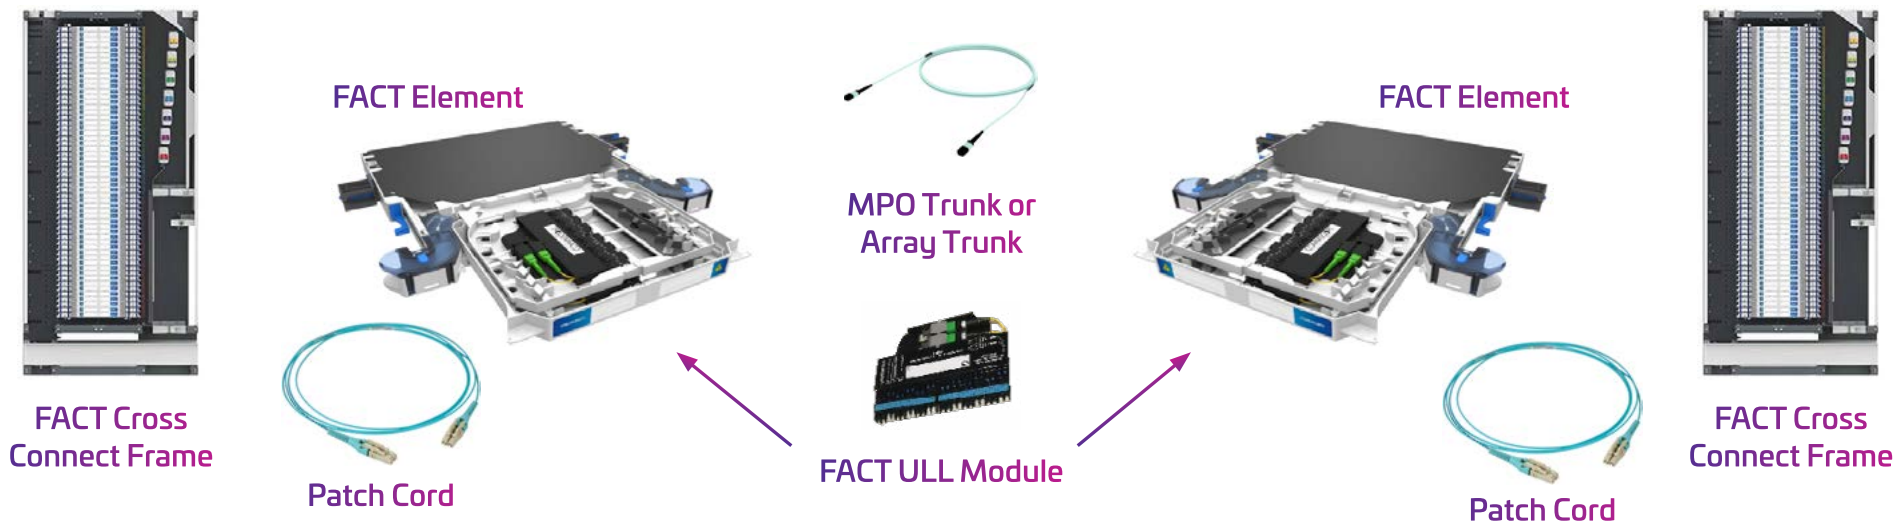 FACT Element
FACT Element
MPO Trunk or
Array Trunk
FACT Cross
Connect Frame
FACT Cross
Connect Frame
FACT ULL Module
Patch Cord
Patch Cord